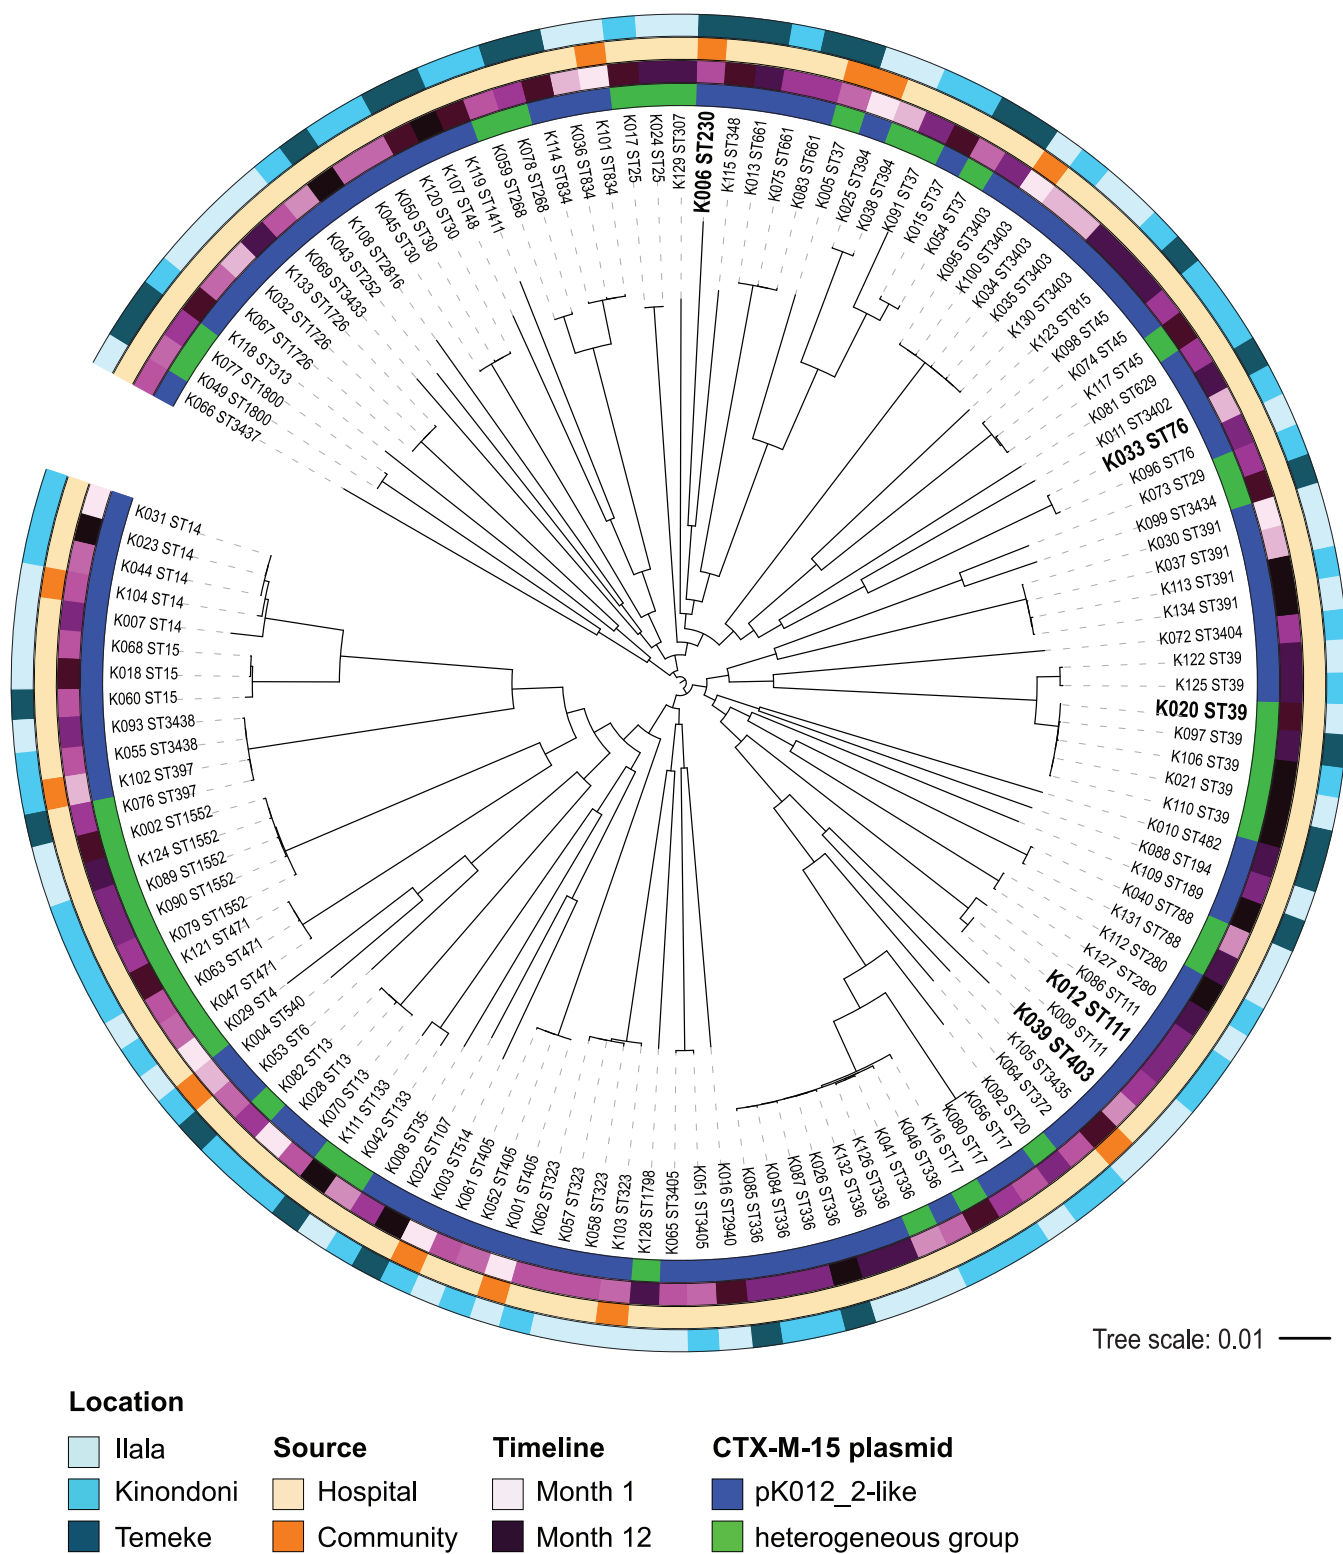 K031 ST14
K023 ST14
K044 ST14
K104 ST14
K007 ST14
K068 ST15
K018 ST15
K060 ST15
K093 ST3438
K055 ST3438
K102 ST397
K076 ST397
K002 ST1552
K124 ST1552
K089 ST1552
K090 ST1552
K079 ST1552
K121 ST471
K063 ST471
K047 ST471
K029 ST4
K004 ST540
K053 ST6
K082 ST13
K028 ST13
K070 ST13
K111 ST133
K042 ST133
K008 ST35
K022 ST107
K003 ST514
K061 ST405
K052 ST405
K001 ST405
K062 ST323
K057 ST323
K058 ST323
K103 ST323
K128 ST1798
K065 ST3405
K051 ST3405
K016 ST2940
K085 ST336
K084 ST336
K087 ST336
K026 ST336
K132 ST336
K126 ST336
K041 ST336
K046 ST336
K116 ST17
K080 ST17
K056 ST17
K092 ST20
K064 ST372
K105 ST3435
K039 ST403
K009 ST111
K012 ST111
K086 ST111
K127 ST280
K112 ST280
K131 ST788
K040 ST788
K109 ST189
K088 ST194
K010 ST482
K110 ST39
K021 ST39
K106 ST39
K097 ST39
K020 ST39
K125 ST39
K122 ST39
K072 ST3404
K134 ST391
K113 ST391
K037 ST391
K030 ST391
K099 ST3434
K073 ST29
K096 ST76
K033 ST76
K011 ST3402
K081 ST629
K117 ST45
K074 ST45
K098 ST45
K123 ST815
K130 ST3403
K035 ST3403
K034 ST3403
K100 ST3403
K095 ST3403
K054 ST37
K015 ST37
K091 ST37
K038 ST394
K025 ST394
K005 ST37
K083 ST661
K075 ST661
K013 ST661
K115 ST348
K006 ST230
K129 ST307
K024 ST25
K017 ST25
K101 ST834
K036 ST834
K114 ST834
K078 ST268
K059 ST268
K119 ST1411
K107 ST48
K120 ST30
K050 ST30
K045 ST30
K108 ST2816
K043 ST252
K069 ST3433
K133 ST1726
K032 ST1726
K067 ST1726
K118 ST313
K077 ST1800
K049 ST1800
K066 ST3437
Tree scale: 0.01
Location
Ilala
Kinondoni
Temeke
Source
Hospital
Community
Timeline
Month 1
Month 12
CTX-M-15 plasmid
pK012_2-like
heterogeneous group